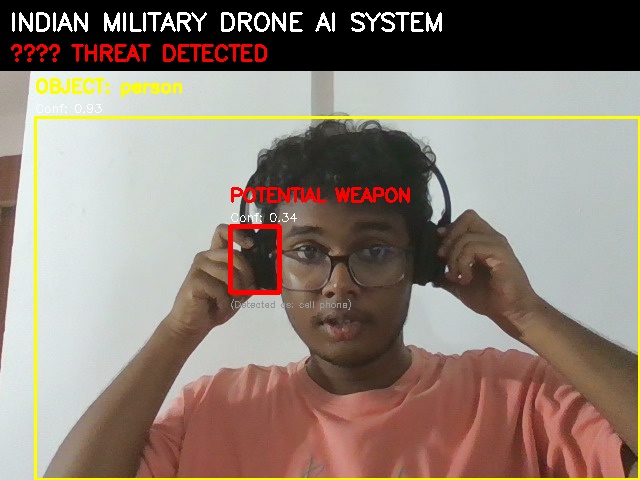 INDIAN MILITARY DRONE AI SYSTEM
???? THREAT DETECTED
OBJECT: person
Conf: 0.93
POTENTIAL WEAPON
Conf: 0.34
(Detected as: cell phone)